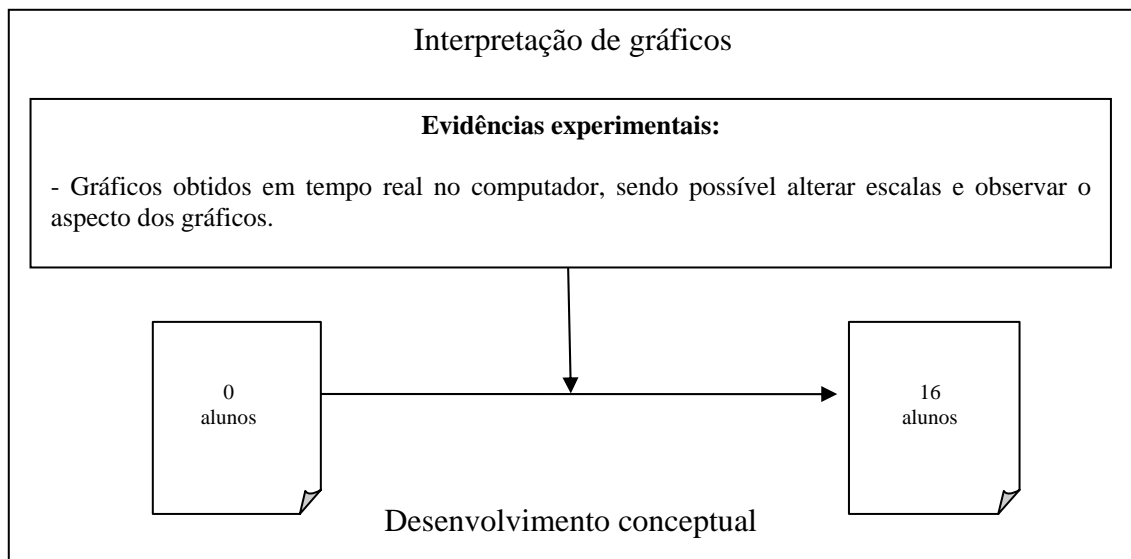 Interpretação de gráficos
Evidências experimentais:
- Gráficos obtidos em tempo real no computador, sendo possível alterar escalas e observar o
aspecto dos gráficos.
0
alunos
16
alunos
Desenvolvimento conceptual